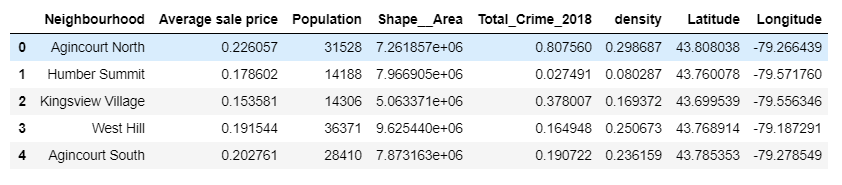 Neighbourhood Average sale price Population Shape__Area Total_Crime_2018 density Latitude Longitude
0 Agincourt North 0.226057 31528 7.261857e+06 0.807560 0.298687 43.808038 -79.266439
1 Humber Summit 0.178602 14188 7.966905e+06 0.027491 0.080287 43.760078 -79.571760
2 Kingsview Village 0.153581 14306 5.063371e+06 0.378007 0.169372 43.699539 -79.556346
3 West Hill 0.191544 36371 9.625440e+06 0.164948 0.250673 43.768914 -79.187291
4 Agincourt South 0.202761 28410 7.873163e+06 0.190722 0.236159 43.785353 -79.278549